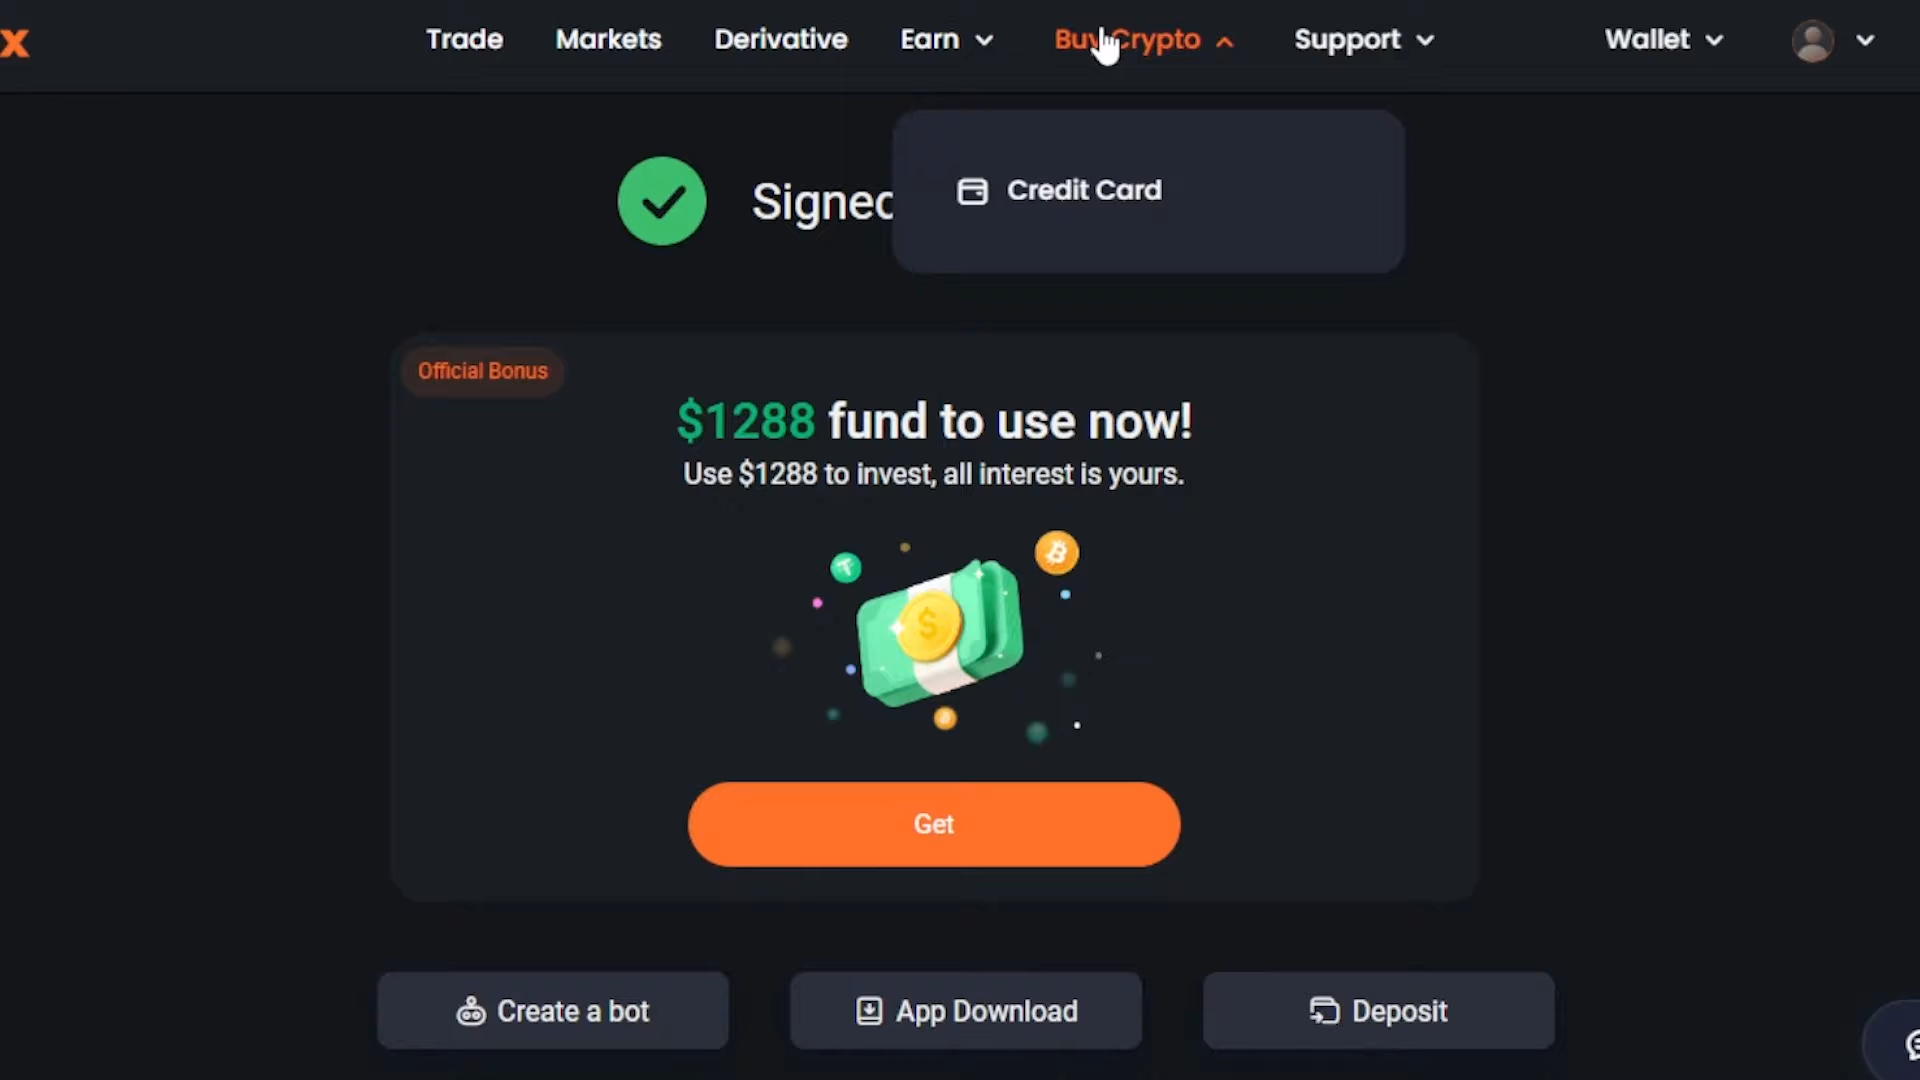 X
Trade Markets Derivative Earn Buy Crypto Support Wallet
Credit Card
Signed
Official Bonus
$1288 fund to use now!
Use $1288 to invest, all interest is yours.
Get
Create a bot App Download Deposit